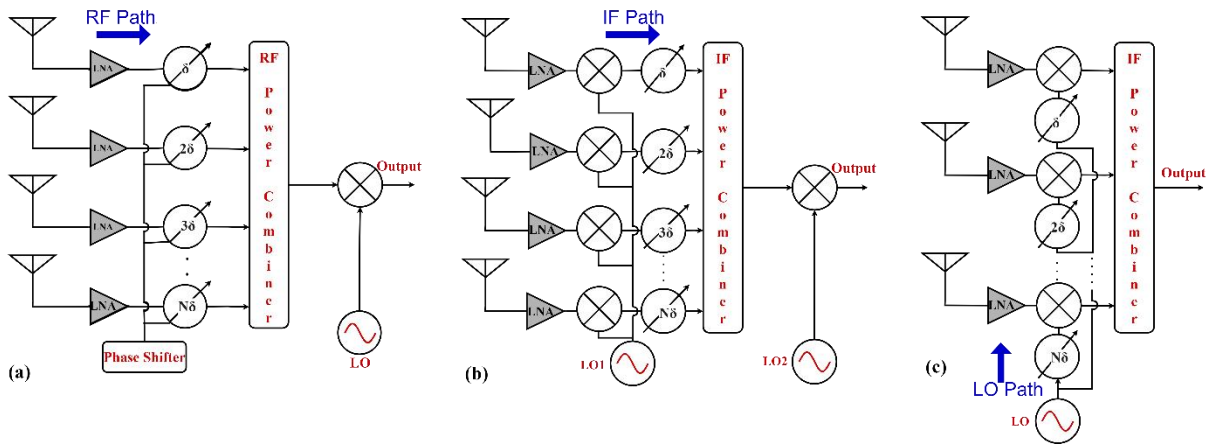 RF Path
LNA
δ
LNA
2δ
LNA
3δ
LNA
Nδ
RF
Power
Combiner
Output
LO
Phase Shifter
(a)
IF Path
LNA
δ
LNA
2δ
LNA
3δ
LNA
Nδ
IF
Power
Combiner
Output
LO1
LO2
(b)
LNA
δ
LNA
2δ
LNA
Nδ
IF
Power
Combiner
Output
LO Path
LO
(c)